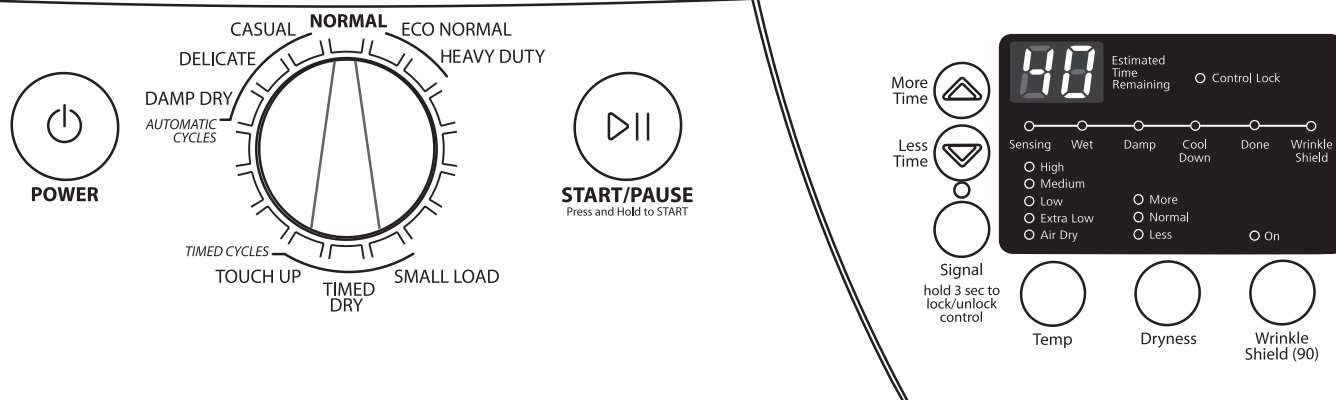 POWER
CASUAL
NORMAL
ECO NORMAL
DELICATE
HEAVY DUTY
DAMP DRY
AUTOMATIC
CYCLES
TIMED CYCLES
TOUCH UP
TIMED
DRY
SMALL LOAD
START/PAUSE
Press and Hold to START
More
Time
Less
Time
Signal
hold 3 sec to
lock/unlock
control
40
Estimated
Time
Remaining
Control Lock
Sensing
Wet
Damp
Cool
Down
Done
Wrinkle
Shield
High
Medium
Low
Extra Low
Air Dry
More
Normal
Less
On
Temp
Dryness
Wrinkle
Shield (90)